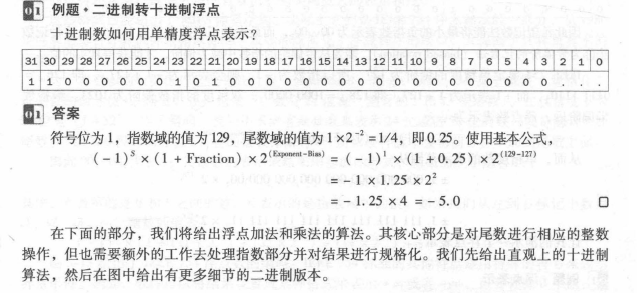 01 例题·二进制转十进制浮点
十进制数如何用单精度浮点表示?
31 30 29 28 27 26 25 24 23 22 21 20 19 18 17 16 15 14 13 12 11 10 9 8 7 6 5 4 3 2 1 0
1 1 0 0 0 0 0 0 1 0 1 0 0 0 0 0 0 0 0 0 0 0 0 0 0 0 0 0 0 . . .
01 答案
符号位为 1,指数域的值为 129,尾数域的值为 1×2⁻²=1/4,即 0.25。使用基本公式,
(−1)ˢ × (1 + Fraction) × 2^(Exponent−Bias) = (−1)¹ × (1 + 0.25) × 2^(129−127)
= −1 × 1.25 × 2²
= −1.25 × 4 = −5.0 □
在下面的部分,我们将给出浮点加法和乘法的算法。其核心部分是对尾数进行相应的整数
操作,但也需要额外的工作去处理指数部分并对结果进行规格化。我们先给出直观上的十进制
算法,然后在图中给出有更多细节的二进制版本。